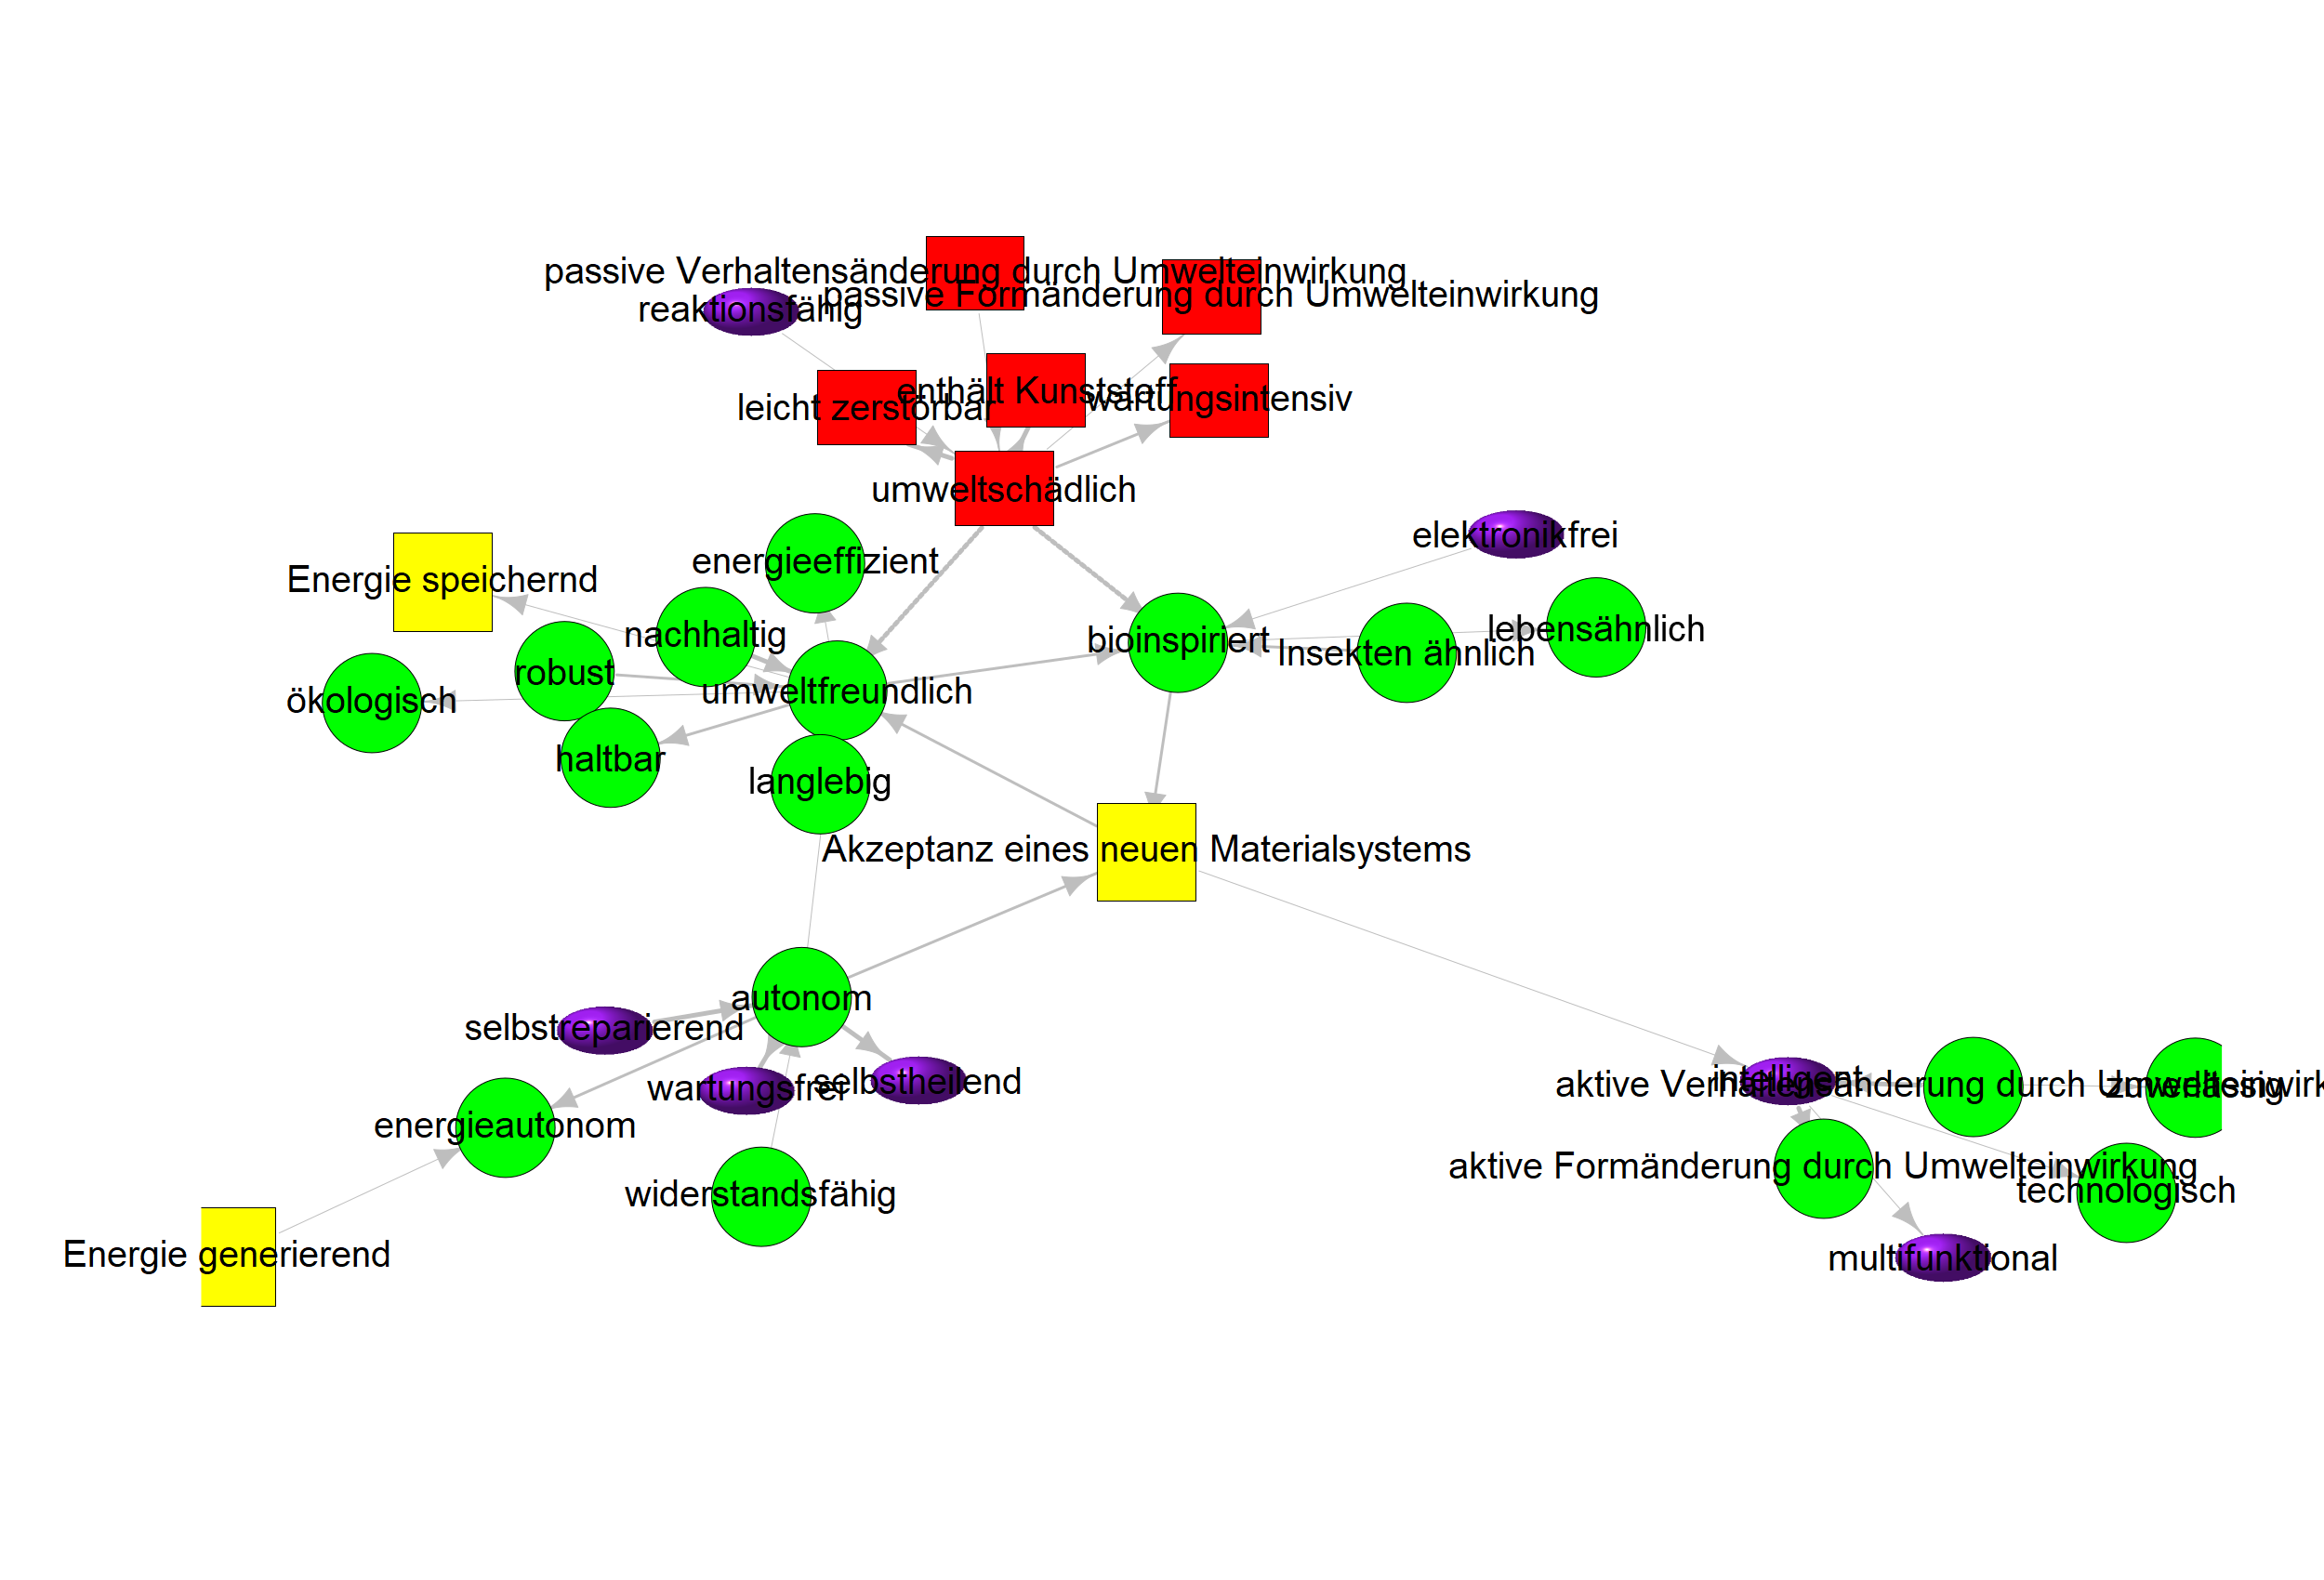 passive Verhaltensänderung durch Umwelteinwirkung
passive Formänderung durch Umwelteinwirkung
reaktionsfähig
enthält Kunststoff
wartungsintensiv
leicht zerstörbar
umweltschädlich
elektronikfrei
energieeffizient
Energie speichernd
lebensähnlich
nachhaltig
bioinspiriert
Insekten ähnlich
robust
umweltfreundlich
ökologisch
haltbar
langlebig
Akzeptanz eines neuen Materialsystems
autonom
selbstreparierend
wartungsfrei
selbstheilend
intelligent
aktive Verhaltensänderung durch Umwelteinwirk
zuverlässig
energieautonom
aktive Formänderung durch Umwelteinwirkung
technologisch
widerstandsfähig
Energie generierend
multifunktional